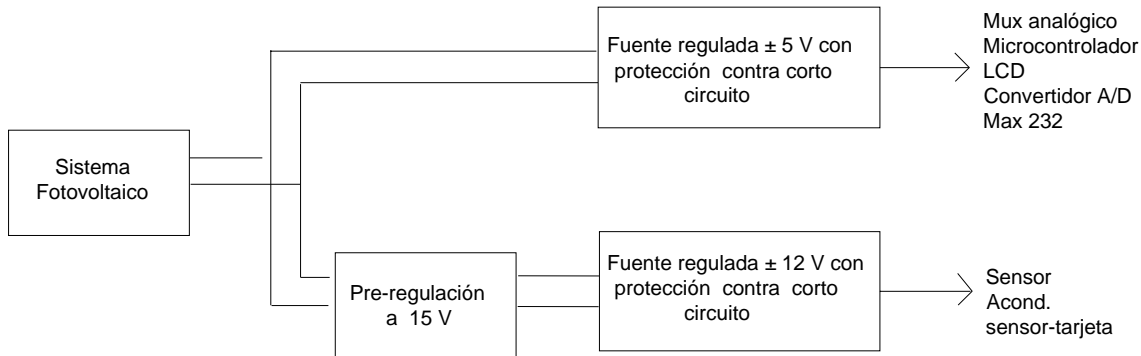 Sistema
Fotovoltaico
Fuente regulada ± 5 V con
protección contra corto
circuito
Mux analógico
Microcontrolador
LCD
Convertidor A/D
Max 232
Pre-regulación
a 15 V
Fuente regulada ± 12 V con
protección contra corto
circuito
Sensor
Acond.
sensor-tarjeta